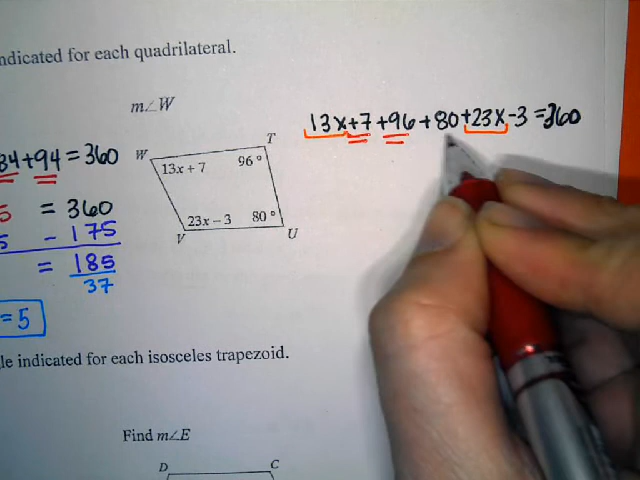 ndicated for each quadrilateral.
m∠W
13x+7+96+80+23x-3=360
84+94=360
W
T
13x + 7
96°
5 = 360
5 - 175
23x - 3
80°
V
U
= 185
37
= 5
le indicated for each isosceles trapezoid.
Find m∠E
D
C